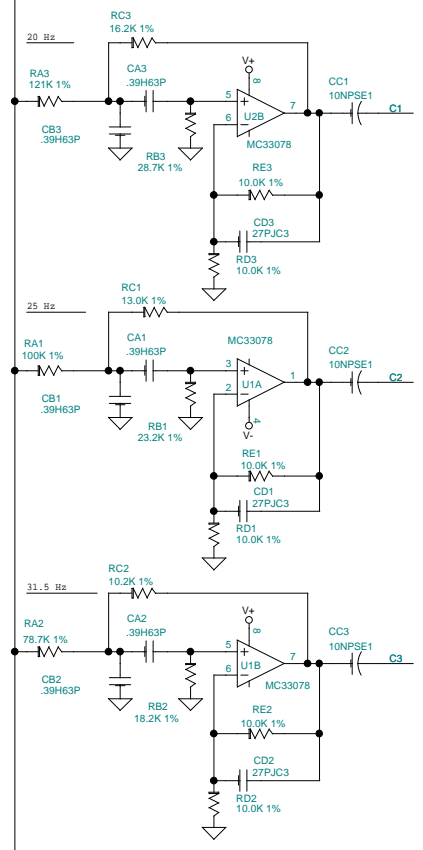 RC3
16.2K 1%
20 Hz
V+
8
RA3
121K 1%
CA3
.39H63P
CC1
10NPSE1
5
+
7
C1
6
−
U2B
MC33078
CB3
.39H63P
RB3
28.7K 1%
RE3
10.0K 1%
CD3
27PJC3
RD3
10.0K 1%
RC1
13.0K 1%
25 Hz
RA1
100K 1%
CA1
.39H63P
MC33078
CC2
10NPSE1
3
+
1
C2
2
−
U1A
4
V-
CB1
.39H63P
RB1
23.2K 1%
RE1
10.0K 1%
CD1
27PJC3
RD1
10.0K 1%
RC2
10.2K 1%
31.5 Hz
V+
8
RA2
78.7K 1%
CA2
.39H63P
CC3
10NPSE1
5
+
7
C3
6
−
U1B
MC33078
CB2
.39H63P
RB2
18.2K 1%
RE2
10.0K 1%
CD2
27PJC3
RD2
10.0K 1%